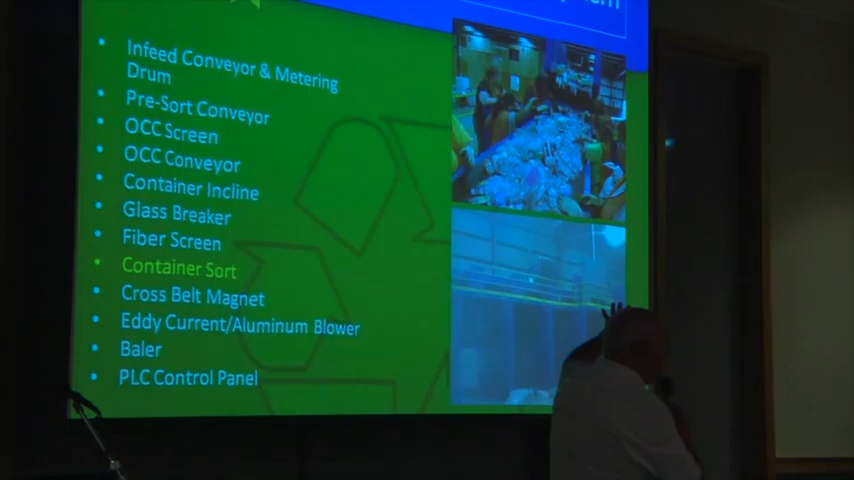 Infeed Conveyor & Metering
Drum
Pre-Sort Conveyor
OCC Screen
OCC Conveyor
Container Incline
Glass Breaker
Fiber Screen
Container Sort
Cross Belt Magnet
Eddy Current/Aluminum Blower
Baler
PLC Control Panel